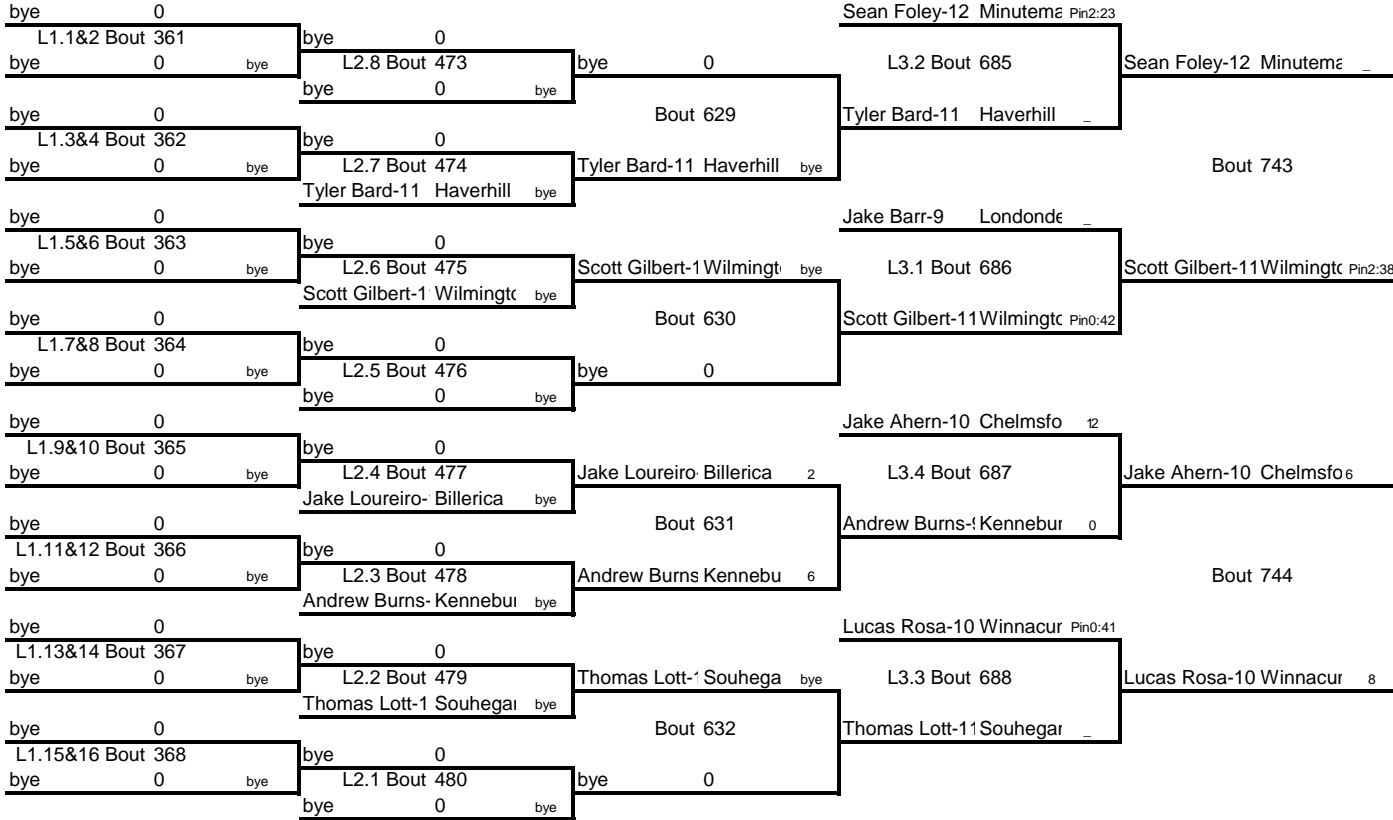 bye 0 Sean Foley-12 Minutema Pin2:23
L1.1&2 Bout 361 bye 0
bye 0 bye L2.8 Bout 473 bye 0 L3.2 Bout 685 Sean Foley-12 Minutema _
bye 0 bye
bye 0 Bout 629 Tyler Bard-11 Haverhill _
L1.3&4 Bout 362 bye 0
bye 0 bye L2.7 Bout 474 Tyler Bard-11 Haverhill bye Bout 743
Tyler Bard-11 Haverhill bye
bye 0 Jake Barr-9 Londonde _
L1.5&6 Bout 363 bye 0
bye 0 bye L2.6 Bout 475 Scott Gilbert-1 Wilmingt bye L3.1 Bout 686 Scott Gilbert-11 Wilmingtc Pin2:38
Scott Gilbert-1 Wilmingtc bye
bye 0 Bout 630 Scott Gilbert-11 Wilmingtc Pin0:42
L1.7&8 Bout 364 bye 0
bye 0 bye L2.5 Bout 476 bye 0
bye 0 bye
bye 0 Jake Ahern-10 Chelmsfo 12
L1.9&10 Bout 365 bye 0
bye 0 bye L2.4 Bout 477 Jake Loureiro- Billerica 2 L3.4 Bout 687 Jake Ahern-10 Chelmsfo 6
Jake Loureiro- Billerica bye
bye 0 Bout 631 Andrew Burns-9 Kennebur 0
L1.11&12 Bout 366 bye 0
bye 0 bye L2.3 Bout 478 Andrew Burns Kennebu 6 Bout 744
Andrew Burns- Kennebur bye
bye 0 Lucas Rosa-10 Winnacur Pin0:41
L1.13&14 Bout 367 bye 0
bye 0 bye L2.2 Bout 479 Thomas Lott-1 Souhega bye L3.3 Bout 688 Lucas Rosa-10 Winnacur 8
Thomas Lott-1 Souhegar bye
bye 0 Bout 632 Thomas Lott-11 Souhegar _
L1.15&16 Bout 368 bye 0
bye 0 bye L2.1 Bout 480 bye 0
bye 0 bye